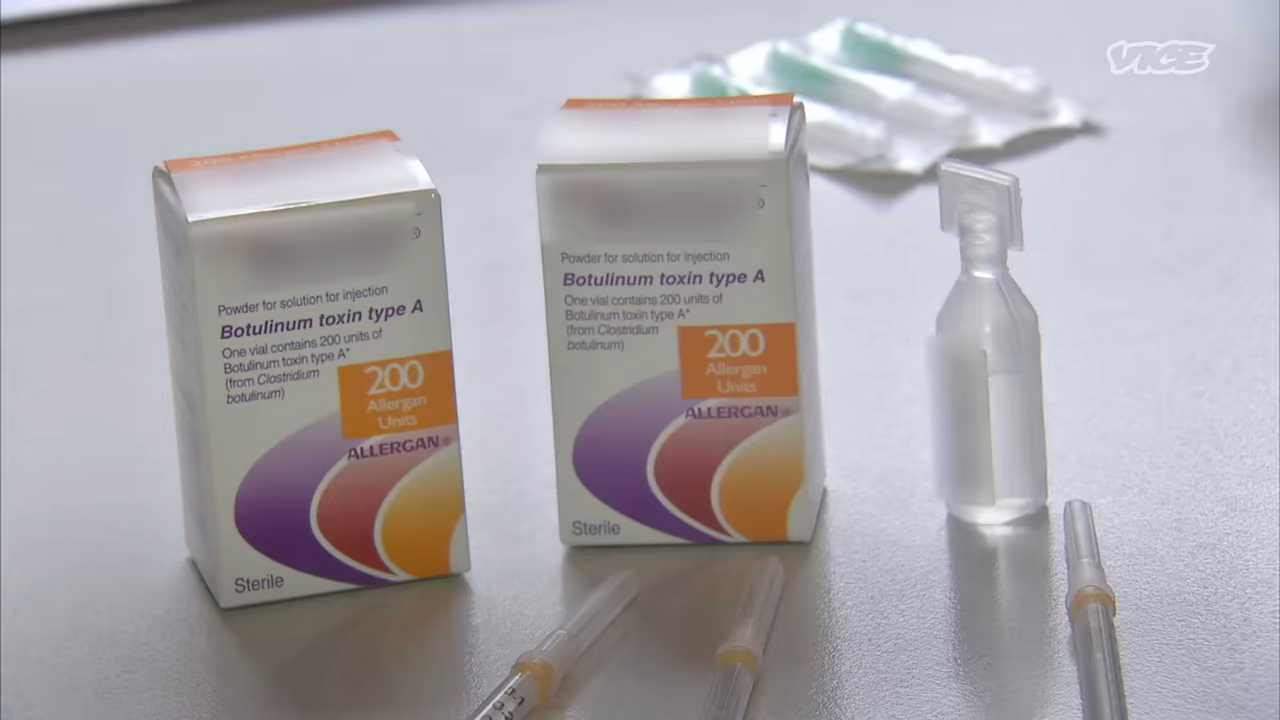 VICE
Powder for solution for injection
Botulinum toxin type A
One vial contains 200 units of
Botulinum toxin type A*
(from Clostridium
botulinum)
200
Allergan
Units
ALLERGAN
Sterile
Powder for solution for injection
Botulinum toxin type A
One vial contains 200 units of
Botulinum toxin type A*
(from Clostridium
botulinum)
200
Allergan
Units
ALLERGAN
Sterile